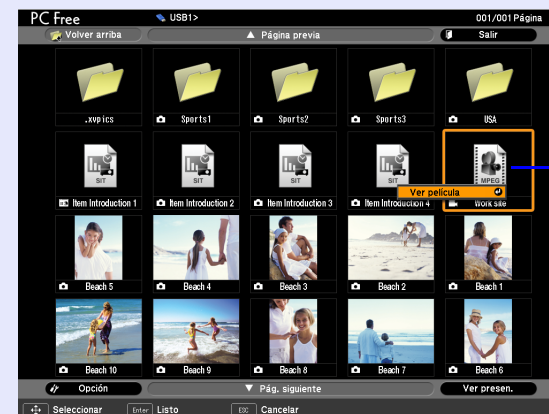 PC Free USB1> 001/001 Página
Volver arriba ▲ Página previa Salir
.xvpics Sports1 Sports2 Sports3 USA
SIT SIT SIT SIT MPEG
Ver película
Item Introduction 1 Item Introduction 2 Item Introduction 3 Item Introduction 4 Work site
Beach 5 Beach 4 Beach 3 Beach 2 Beach 1
Beach 10 Beach 9 Beach 8 Beach 7 Beach 6
Opción ▼ Pág. siguiente Ver presen.
Seleccionar Enter Listo ESC Cancelar